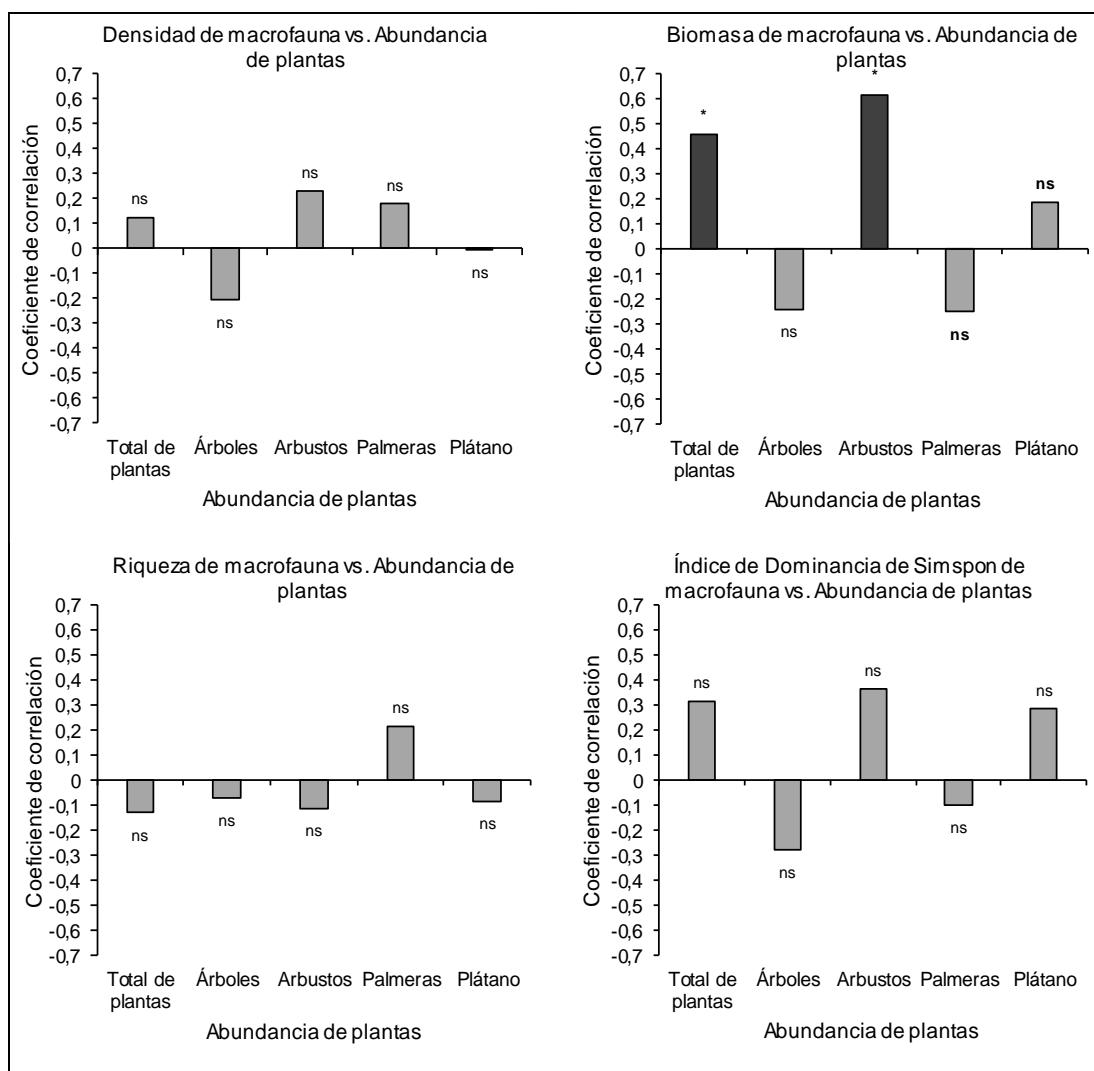 Densidad de macrofauna vs. Abundancia
de plantas
Coeficiente de correlación
0,7
0,6
0,5
0,4
0,3
0,2
0,1
0
-0,1
-0,2
-0,3
-0,4
-0,5
-0,6
-0,7
ns
ns
ns
ns
ns
Total de
plantas
Árboles
Arbustos
Palmeras
Plátano
Abundancia de plantas
Biomasa de macrofauna vs. Abundancia de
plantas
Coeficiente de correlación
0,7
0,6
0,5
0,4
0,3
0,2
0,1
0
-0,1
-0,2
-0,3
-0,4
-0,5
-0,6
-0,7
*
ns
*
ns
ns
Total de
plantas
Árboles
Arbustos
Palmeras
Plátano
Abundancia de plantas
Riqueza de macrofauna vs. Abundancia de
plantas
Coeficiente de correlación
0,7
0,6
0,5
0,4
0,3
0,2
0,1
0
-0,1
-0,2
-0,3
-0,4
-0,5
-0,6
-0,7
ns
ns
ns
ns
ns
Total de
plantas
Árboles
Arbustos
Palmeras
Plátano
Abundancia de plantas
Índice de Dominancia de Simspon de
macrofauna vs. Abundancia de plantas
Coeficiente de correlación
0,7
0,6
0,5
0,4
0,3
0,2
0,1
0
-0,1
-0,2
-0,3
-0,4
-0,5
-0,6
-0,7
ns
ns
ns
ns
ns
Total de
plantas
Árboles
Arbustos
Palmeras
Plátano
Abundancia de plantas